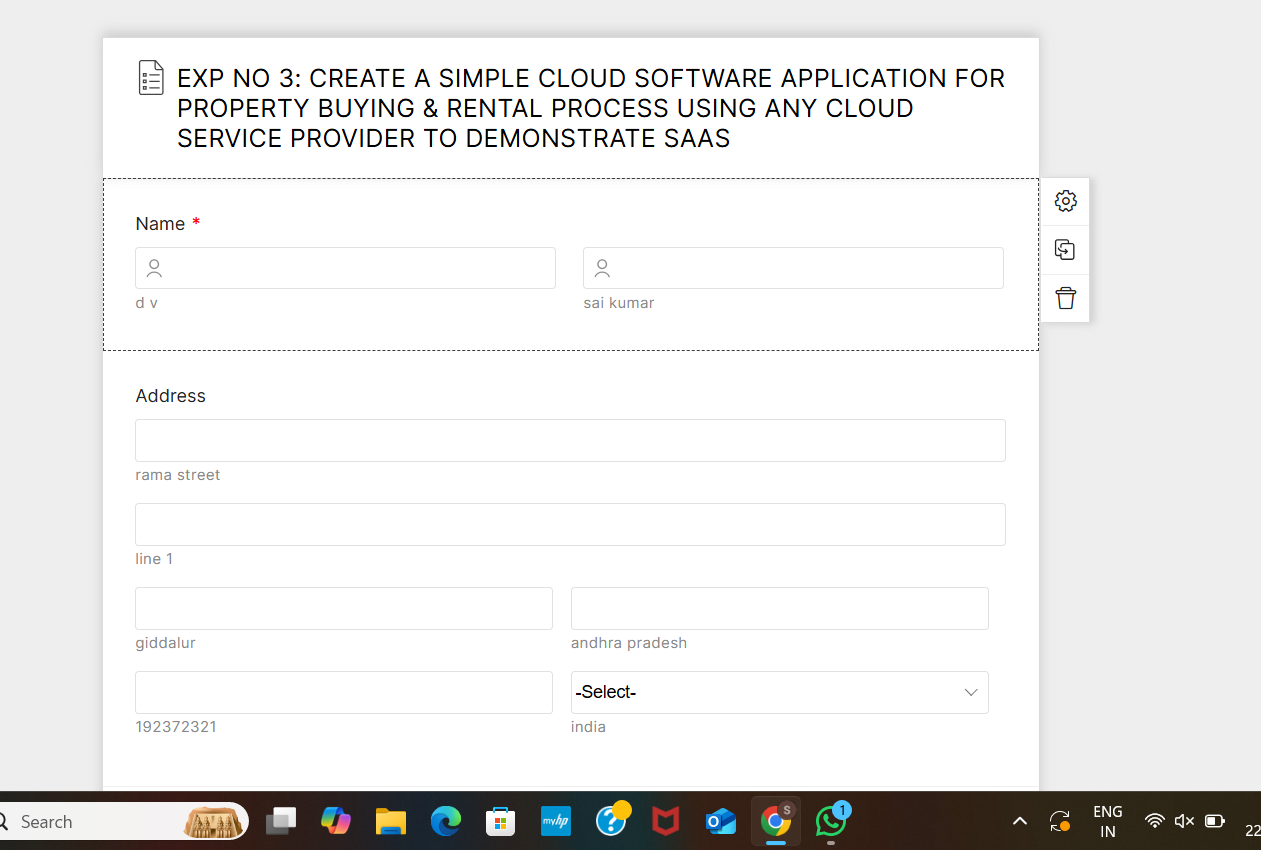 EXP NO 3: CREATE A SIMPLE CLOUD SOFTWARE APPLICATION FOR
PROPERTY BUYING & RENTAL PROCESS USING ANY CLOUD
SERVICE PROVIDER TO DEMONSTRATE SAAS
Name *
d v
sai kumar
Address
rama street
line 1
giddalur
andhra pradesh
-Select-
192372321
india
Search
myhp
S
1
ENG
IN
22